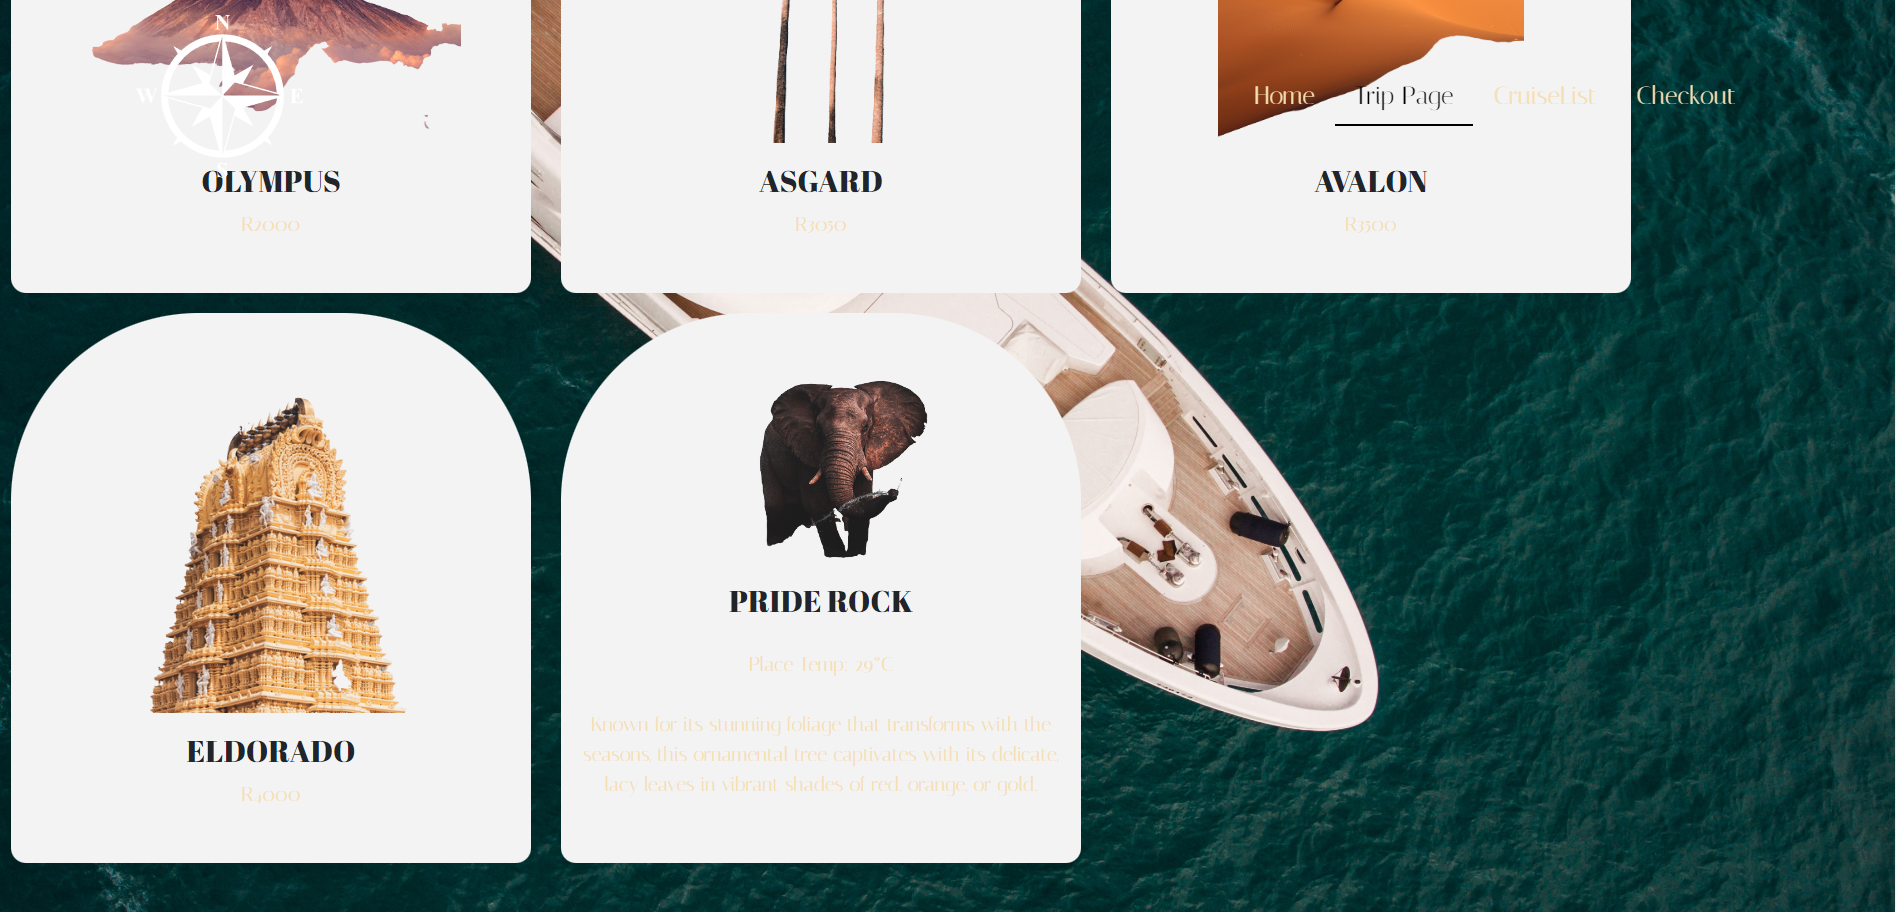 N
W E
S
Home Trip Page CruiseList Checkout
OLYMPUS
R2000
ASGARD
R3050
AVALON
R3500
ELDORADO
R4000
PRIDE ROCK
Place Temp: 29°C
Known for its stunning foliage that transforms with the
seasons, this ornamental tree captivates with its delicate,
lacy leaves in vibrant shades of red, orange, or gold.